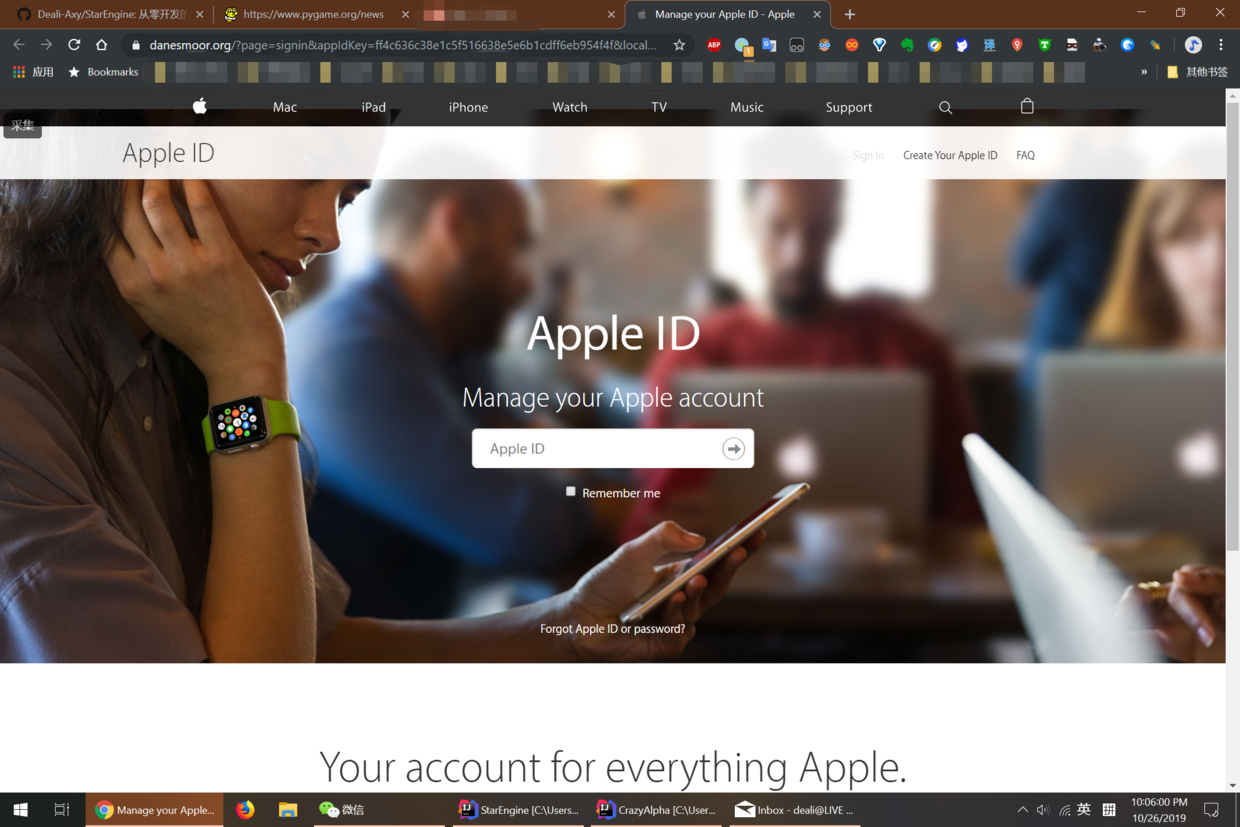 Deali-Axy/StarEngine: 从零开发的
https://www.pygame.org/news
Manage your Apple ID - Apple
danesmoor.org/?page=signin&appIdKey=ff4c636c38e1c5f516638e5e6b1cdff6eb954f4f&local...
ABP
1
应用
Bookmarks
»
其他书签
Mac
iPad
iPhone
Watch
TV
Music
Support
采集
Apple ID
Sign In
Create Your Apple ID
FAQ
Apple ID
Manage your Apple account
Apple ID
Remember me
Forgot Apple ID or password?
Your account for everything Apple.
Manage your Apple...
微信
StarEngine [C:\Users...
CrazyAlpha [C:\User...
Inbox - deali@LIVE ...
英
拼
10:06:00 PM
10/26/2019